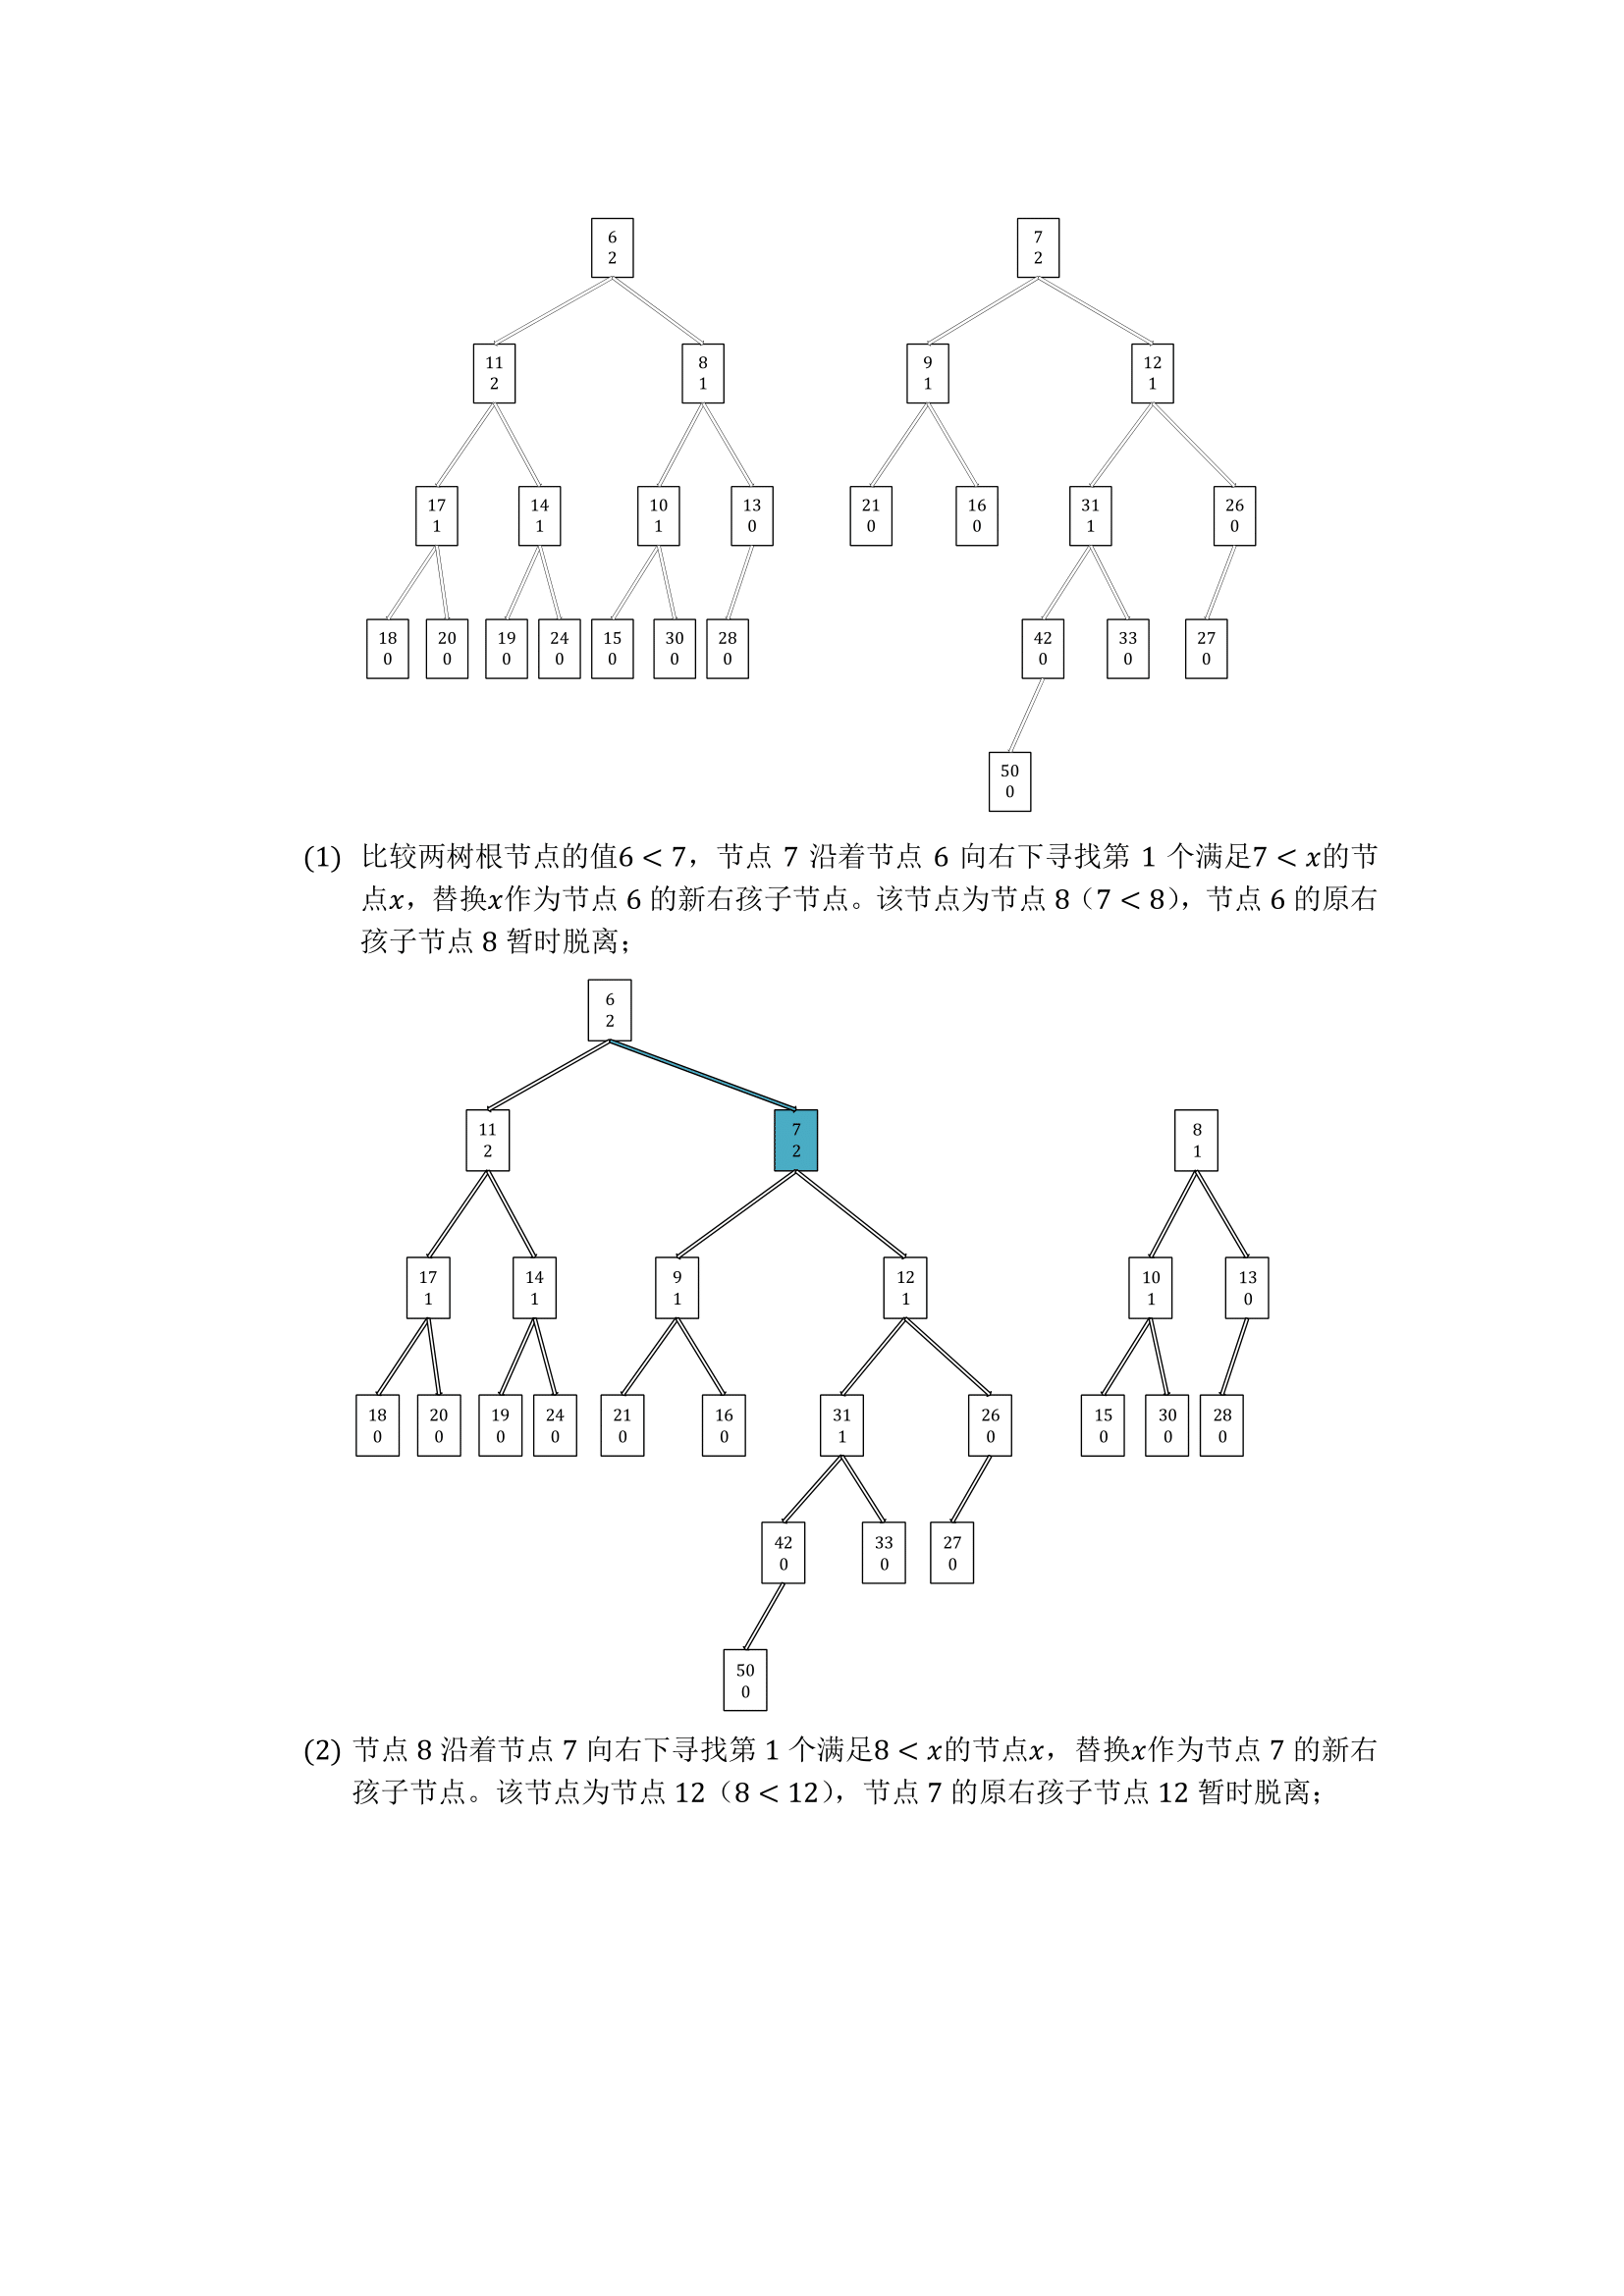 6 7
2 2
11 8 9 12
2 1 1 1
17 14 10 13 21 16 31 26
1 1 1 0 0 0 1 0
18 20 19 24 15 30 28 42 33 27
0 0 0 0 0 0 0 0 0 0
50
0
(1) 比较两树根节点的值6 < 7，节点 7 沿着节点 6 向右下寻找第 1 个满足7 < x的节
点x，替换x作为节点 6 的新右孩子节点。该节点为节点 8（7 < 8），节点 6 的原右
孩子节点 8 暂时脱离；
6
2
11 7 8
2 2 1
17 14 9 12 10 13
1 1 1 1 1 0
18 20 19 24 21 16 31 26 15 30 28
0 0 0 0 0 0 1 0 0 0 0
42 33 27
0 0 0
50
0
(2) 节点 8 沿着节点 7 向右下寻找第 1 个满足8 < x的节点x，替换x作为节点 7 的新右
孩子节点。该节点为节点 12（8 < 12），节点 7 的原右孩子节点 12 暂时脱离；